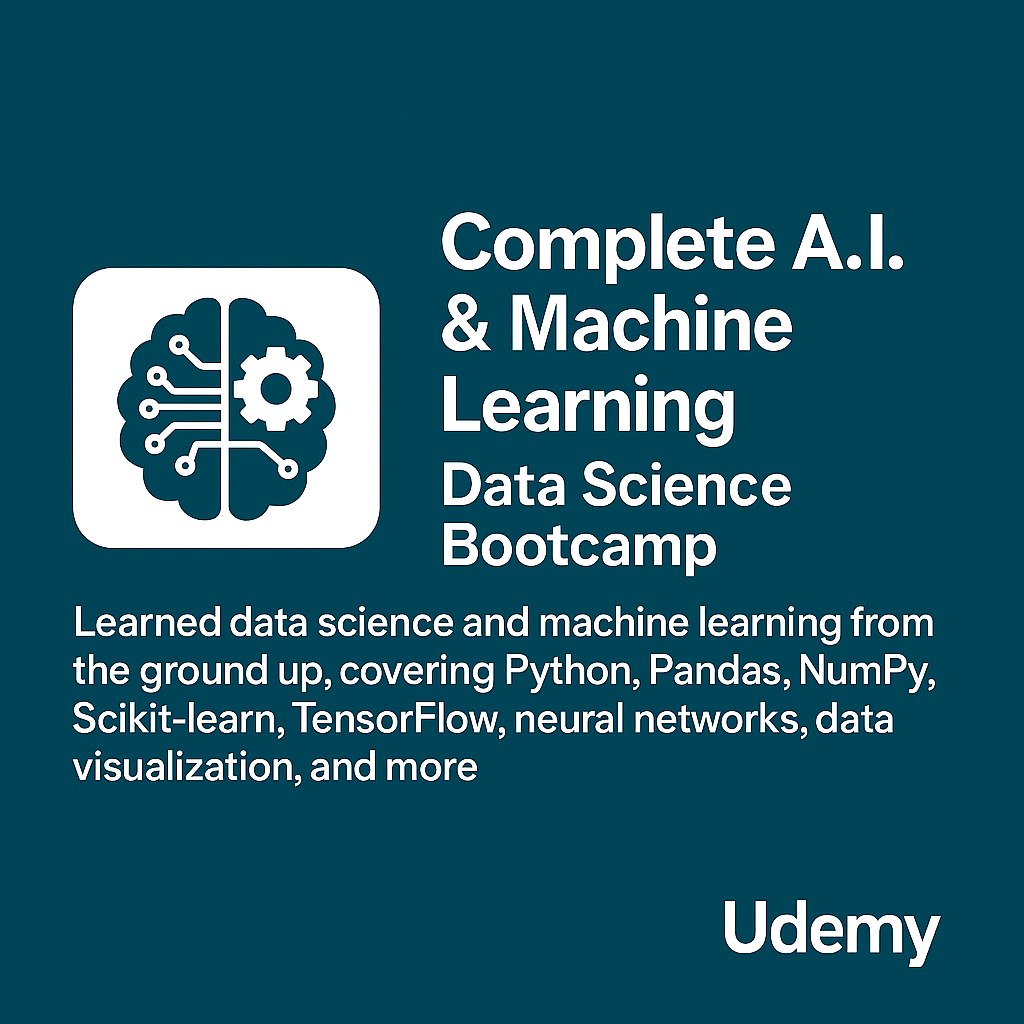 Complete A.I.
& Machine
Learning
Data Science
Bootcamp
Learned data science and machine learning from
the ground up, covering Python, Pandas, NumPy,
Scikit-learn, TensorFlow, neural networks, data
visualization, and more
Udemy